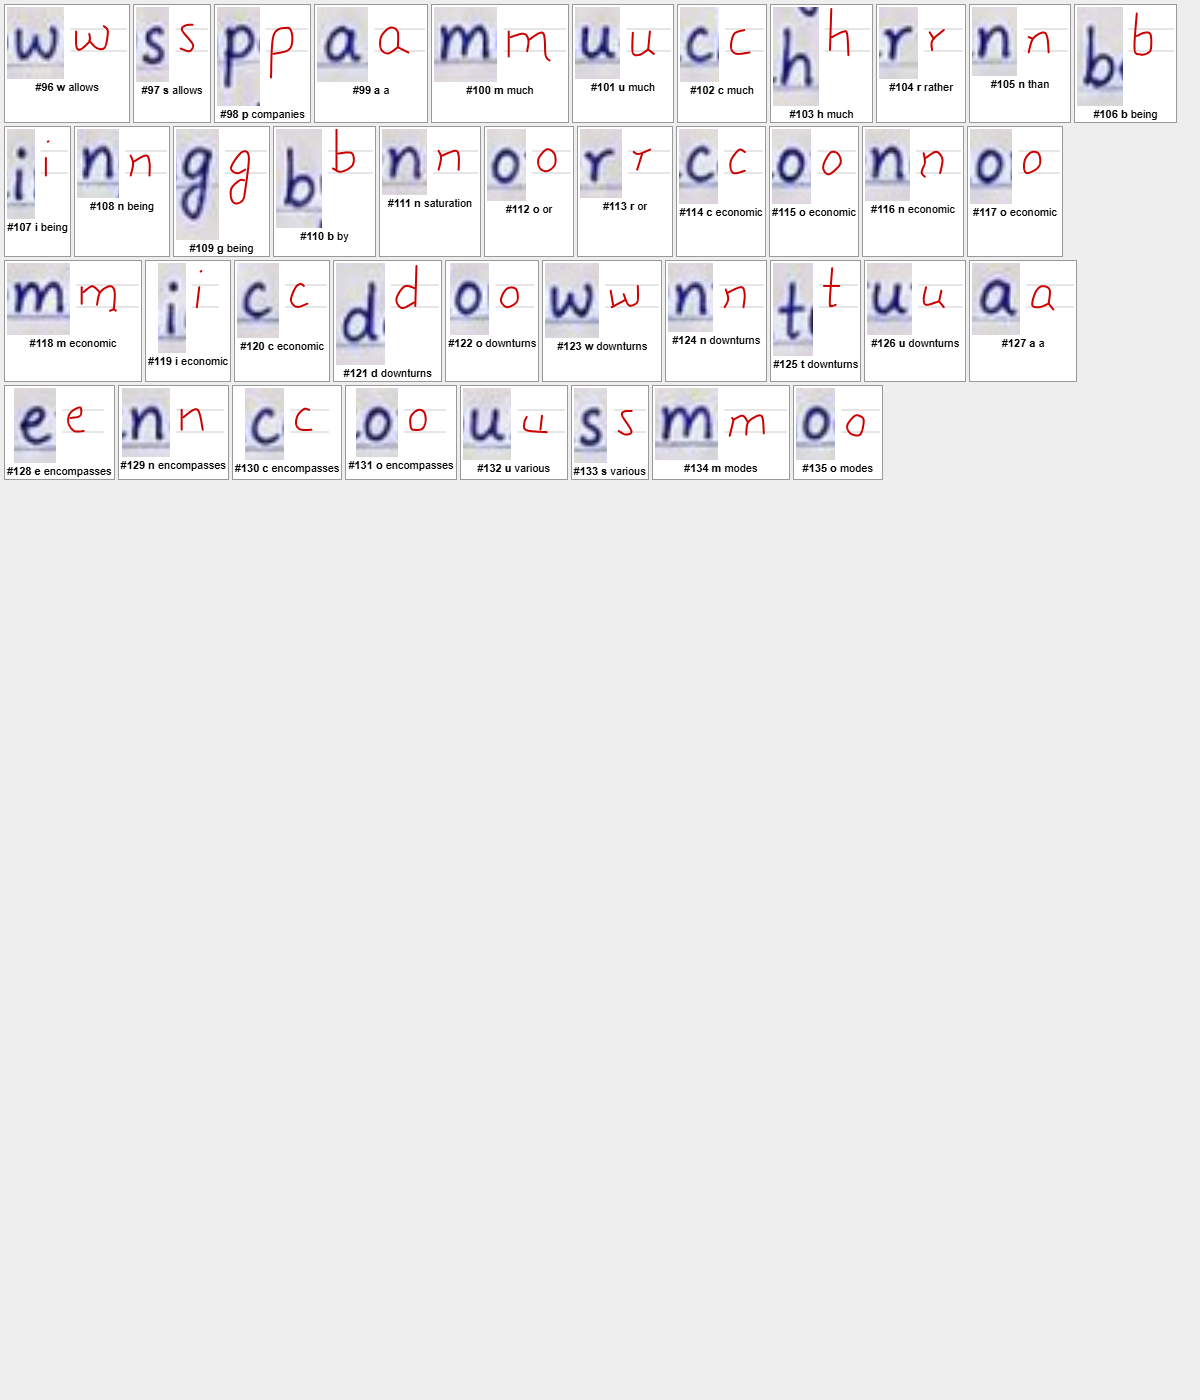 w w s s p p a a m m u u c c h h r r n n b b
#96 w allows #97 s allows #98 p companies #99 a a #100 m much #101 u much #102 c much #103 h much #104 r rather #105 n than #106 b being
i i n n g g b b n n o o r r c c o o n n o o
#107 i being #108 n being #109 g being #110 b by #111 n saturation #112 o or #113 r or #114 c economic #115 o economic #116 n economic #117 o economic
m m i i c c d d o o w w n n t t u u a a
#118 m economic #119 i economic #120 c economic #121 d downturns #122 o downturns #123 w downturns #124 n downturns #125 t downturns #126 u downturns #127 a a
e e n n c c o o u u s s m m o o
#128 e encompasses #129 n encompasses #130 c encompasses #131 o encompasses #132 u various #133 s various #134 m modes #135 o modes